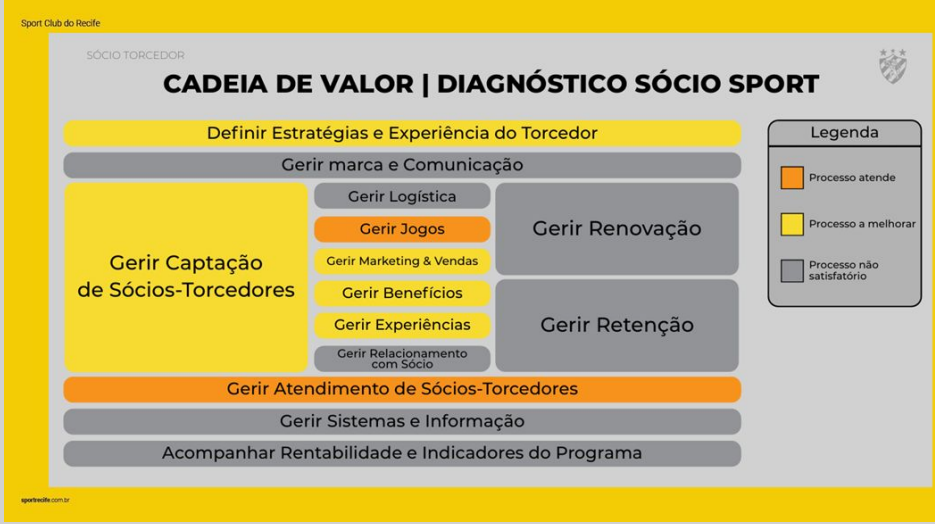 Sport Club do Recife
SÓCIO TORCEDOR
CADEIA DE VALOR | DIAGNÓSTICO SÓCIO SPORT
Definir Estratégias e Experiência do Torcedor
Gerir marca e Comunicação
Gerir Captação
de Sócios-Torcedores
Gerir Logística
Gerir Jogos
Gerir Marketing & Vendas
Gerir Benefícios
Gerir Experiências
Gerir Relacionamento
com Sócio
Gerir Renovação
Gerir Retenção
Gerir Atendimento de Sócios-Torcedores
Gerir Sistemas e Informação
Acompanhar Rentabilidade e Indicadores do Programa
Legenda
Processo atende
Processo a melhorar
Processo não
satisfatório
sportrecife.com.br